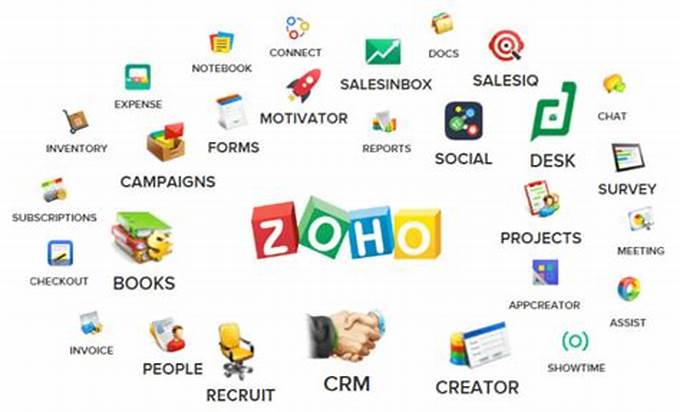 CONNECT
DOCS
NOTEBOOK
SALESINBOX
SALESIQ
EXPENSE
MOTIVATOR
CHAT
INVENTORY
FORMS
REPORTS
SOCIAL
DESK
CAMPAIGNS
SURVEY
SUBSCRIPTIONS
ZOHO
PROJECTS
MEETING
CHECKOUT
BOOKS
APPCREATOR
ASSIST
INVOICE
PEOPLE
SHOWTIME
RECRUIT
CRM
CREATOR